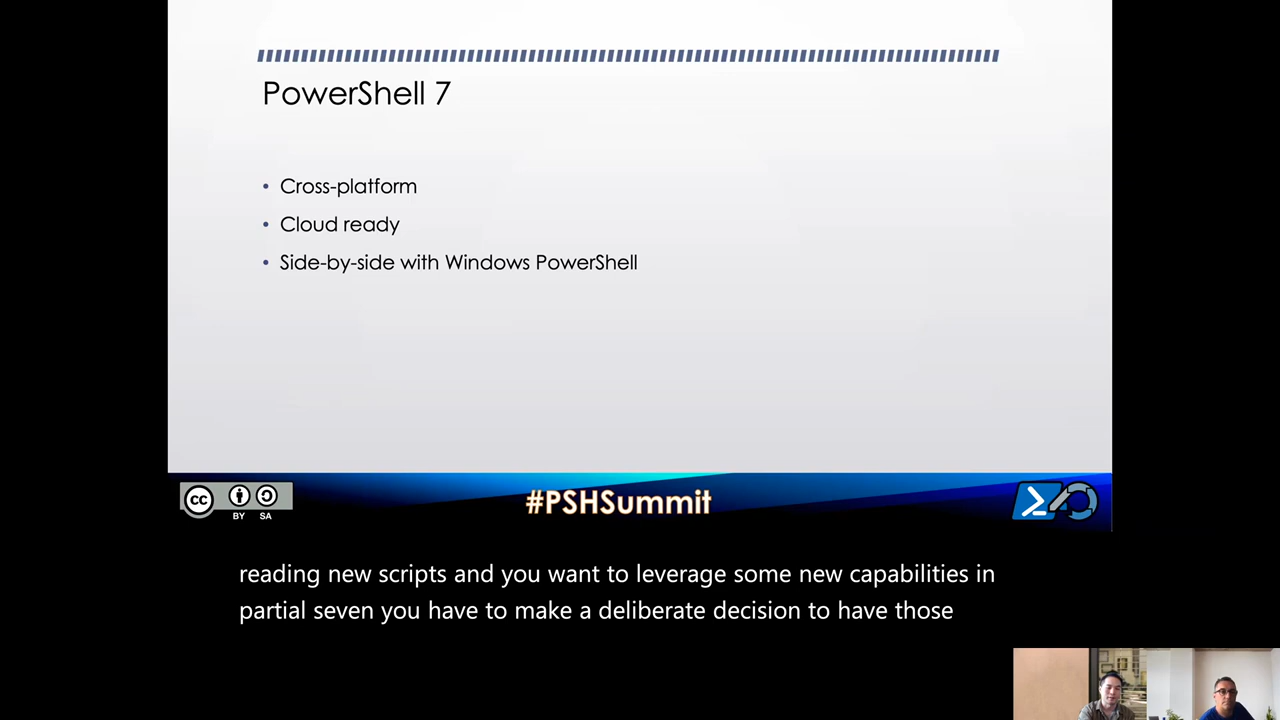 PowerShell 7
• Cross-platform
• Cloud ready
• Side-by-side with Windows PowerShell
cc
BY SA
#PSHSummit
reading new scripts and you want to leverage some new capabilities in
partial seven you have to make a deliberate decision to have those